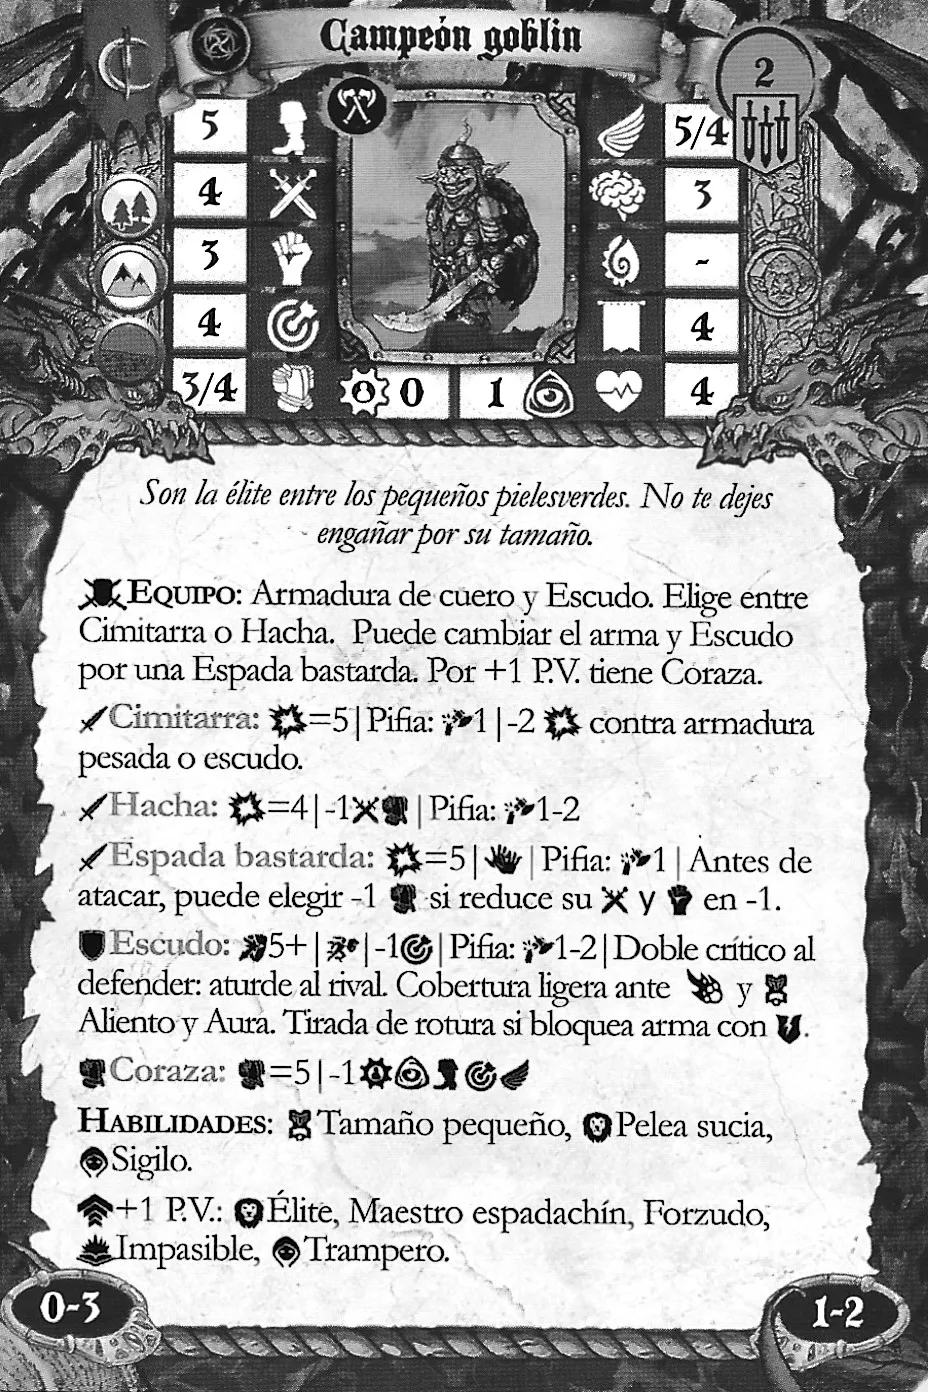 Campeón goblin
2
5
5/4
4
3
3
-
4
4
3/4
0
1
4
Son la élite entre los pequeños pielesverdes. No te dejes
engañar por su tamaño.
EQUIPO: Armadura de cuero y Escudo. Elige entre
Cimitarra o Hacha. Puede cambiar el arma y Escudo
por una Espada bastarda. Por +1 P.V. tiene Coraza.
Cimitarra: =5| Pifia: 1 | -2 contra armadura
pesada o escudo.
Hacha: =4| -1 | Pifia: 1-2
Espada bastarda: =5| | Pifia: 1 | Antes de
atacar, puede elegir -1 si reduce su y en -1.
Escudo: 5+| | -1 | Pifia: 1-2| Doble crítico al
defender: aturde al rival. Cobertura ligera ante y
Aliento y Aura. Tirada de rotura si bloquea arma con .
Coraza: =5| -1
HABILIDADES: Tamaño pequeño, Pelea sucia,
Sigilo.
+1 P.V.: Élite, Maestro espadachín, Forzudo,
Impasible, Trampero.
0-3
1-2